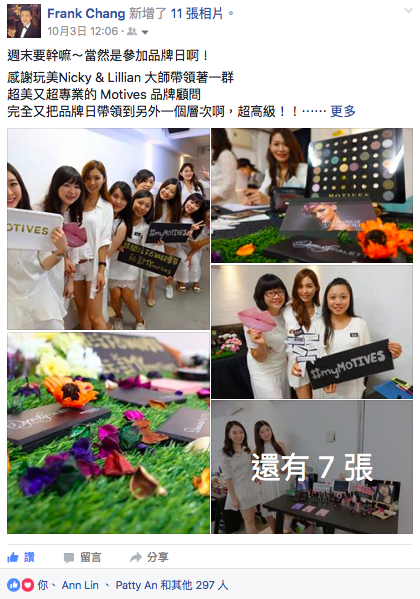 Frank Chang 新增了 11 張相片。
10月3日 12:06 ·
週末要幹嘛～當然是參加品牌日啊！
感謝玩美Nicky & Lillian 大師帶領著一群
超美又超專業的 Motives 品牌顧問
完全又把品牌日帶領到另外一個層次啊，超高級！！⋯⋯ 更多
MOTIVES
MOTIVES
#myMOTIVES
還有 7 張
讚 留言 分享
你、Ann Lin 、 Patty An 和其他 297 人